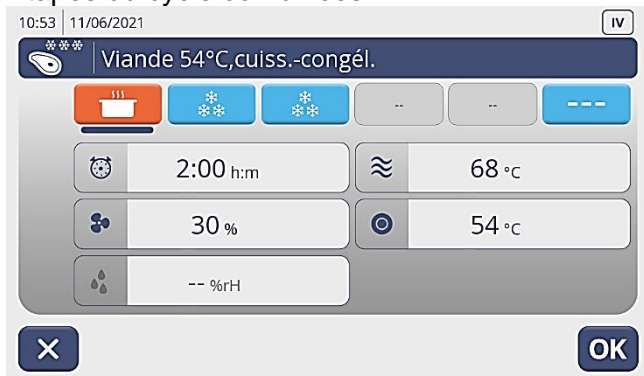 10:53 11/06/2021 IV
Viande 54°C,cuiss.-congél.
-- -- ---
2:00 h:m 68 °C
30 % 54 °C
-- %rH
OK